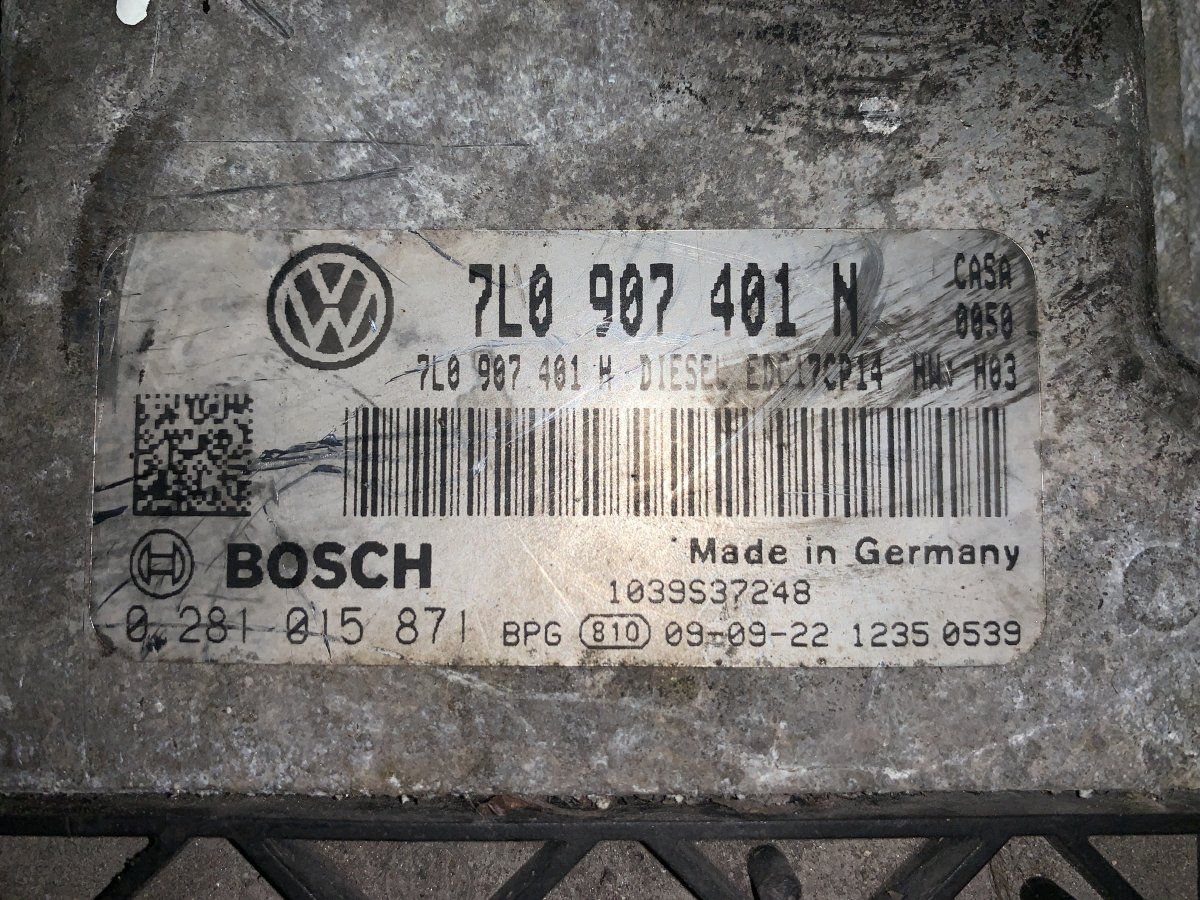 7L0 907 401 N
CASA
0050
7L0 907 401 H DIESEL EDC17CP14 HW: H03
BOSCH
Made in Germany
1039S37248
0 281 015 871
BPG 810 09-09-22 1235 0539